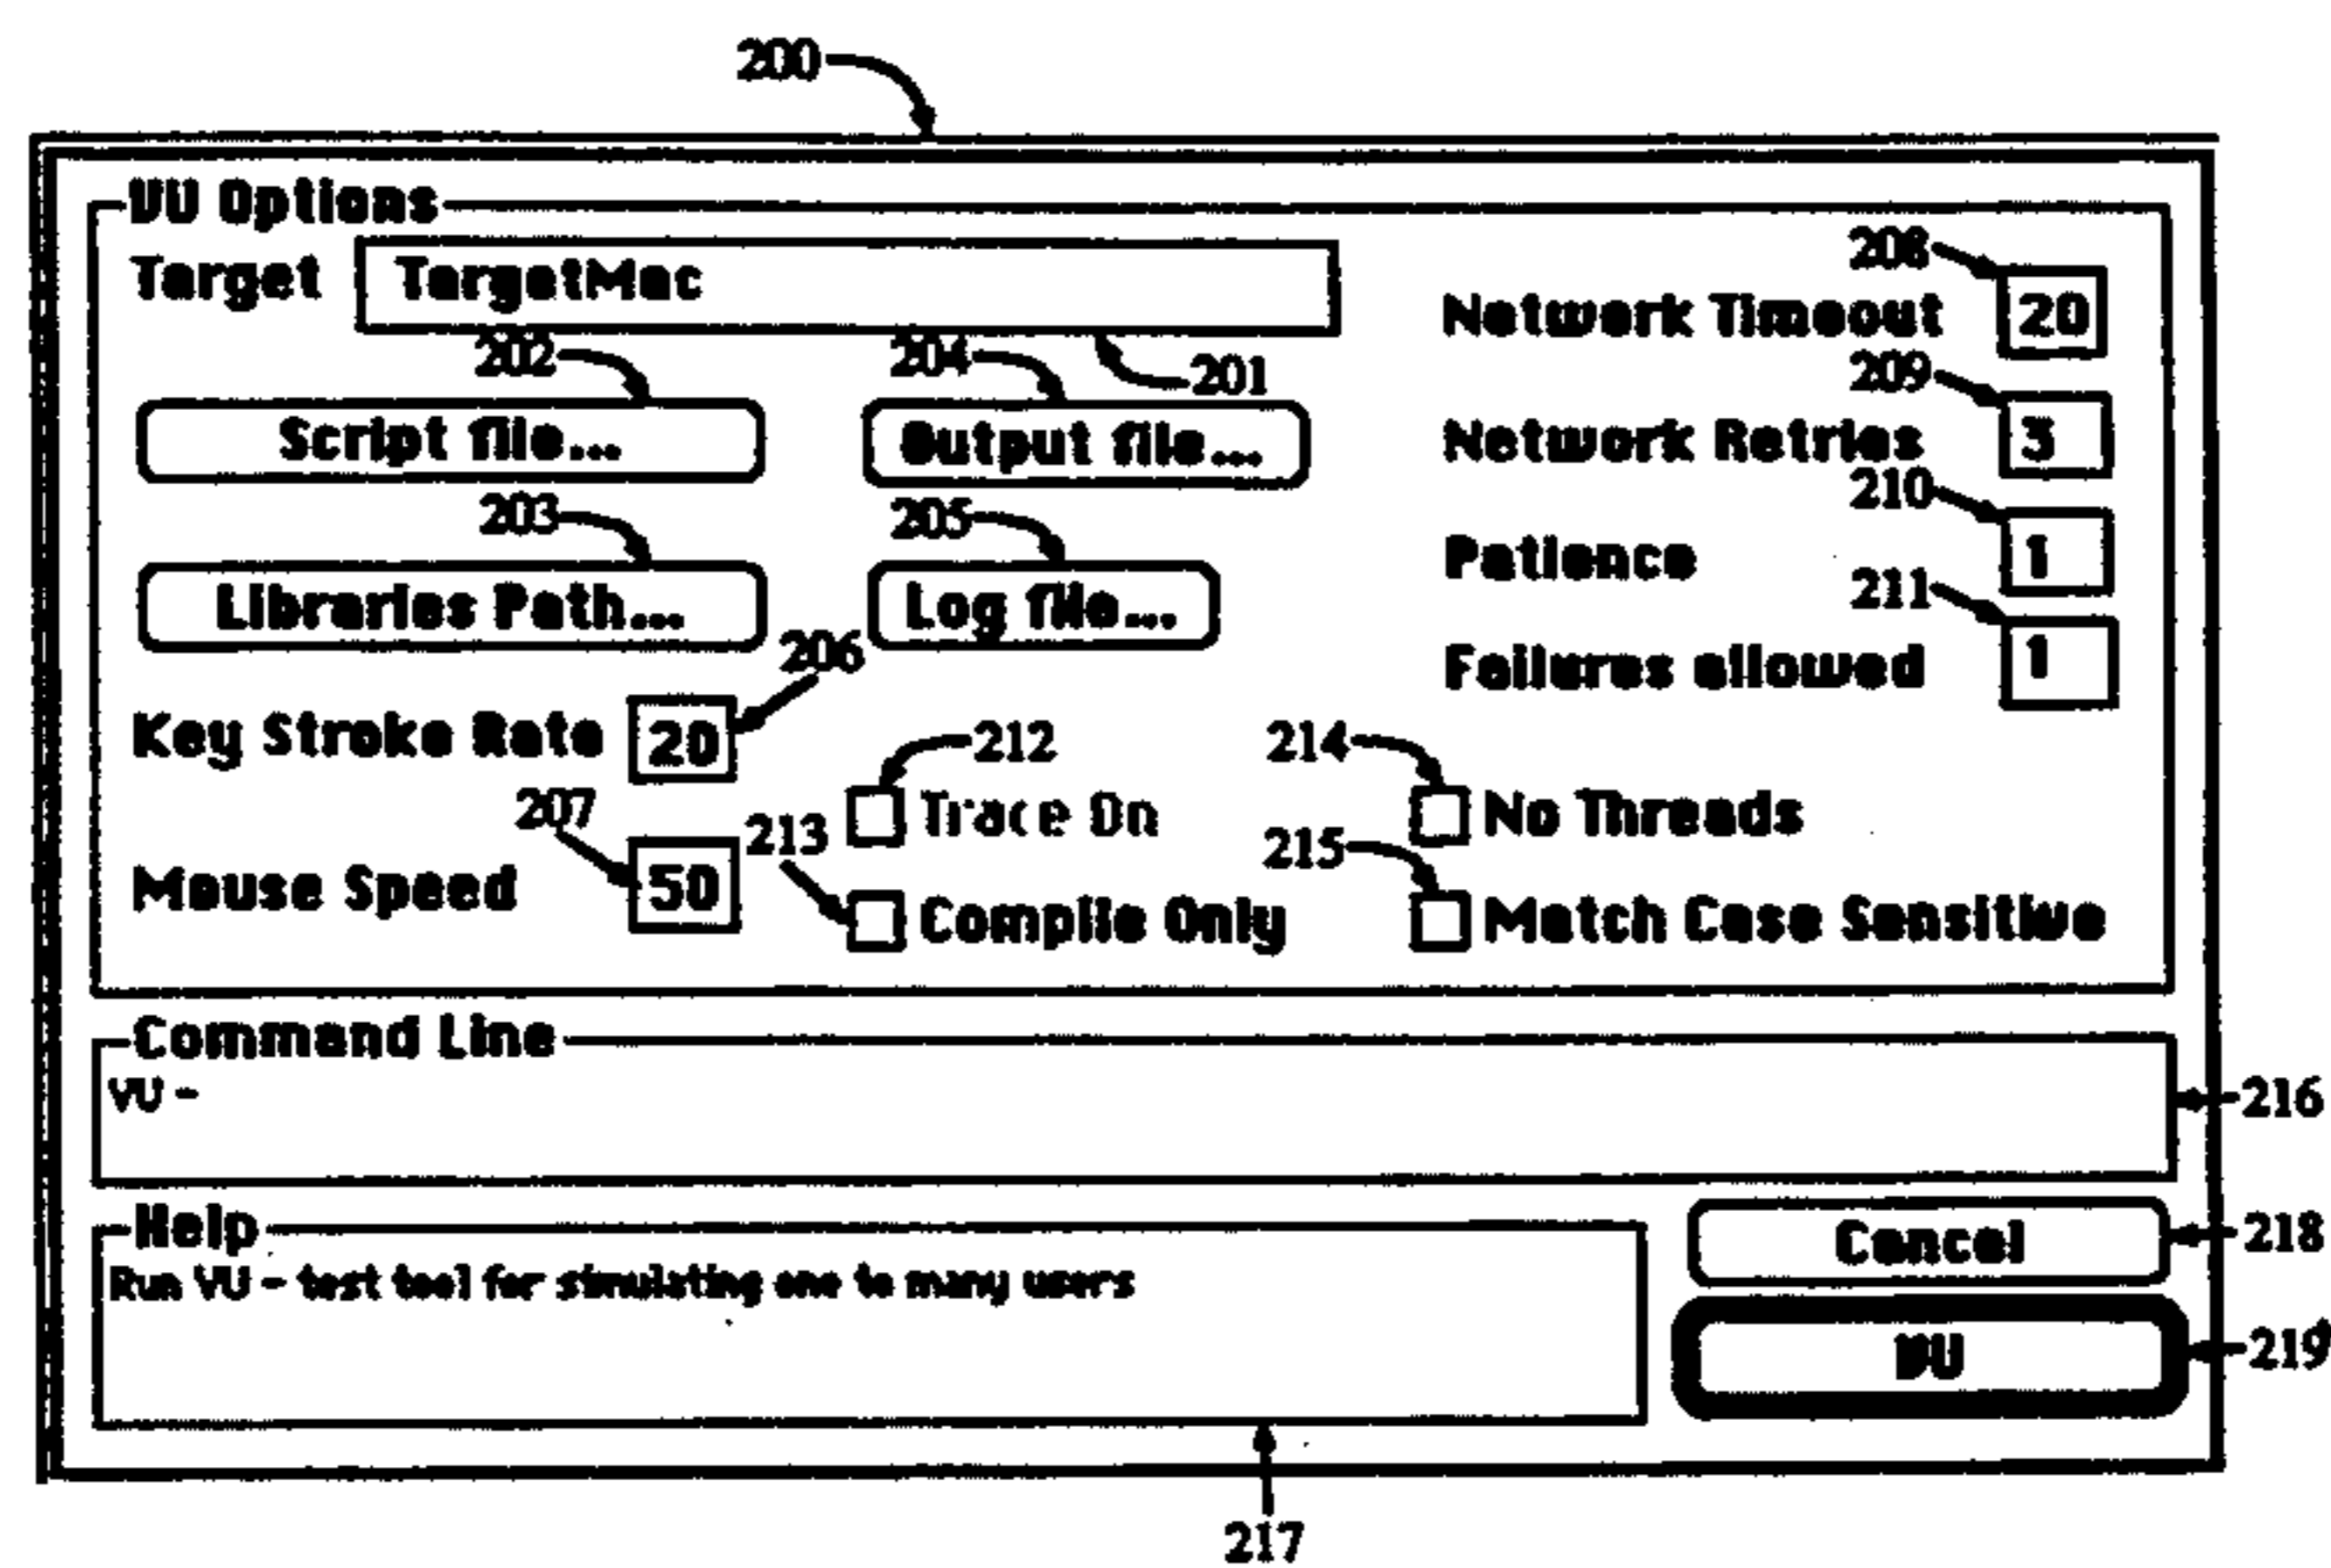 200
VU Options
Target TargetMac
208
Network Timeout 20
202 204 201
209
Script file... Output file...
Network Retries 3
203 205
210
Patience 1
Libraries Path... Log file...
211
206
Failures allowed 1
Key Stroke Rate 20
212 214
207
Trace On No Threads
213 215
Mouse Speed 50
Compile Only Match Case Sensitive
Command Line
VU -
216
Help
Cancel 218
Run VU - test tool for simulating one to many users
VU 219
217